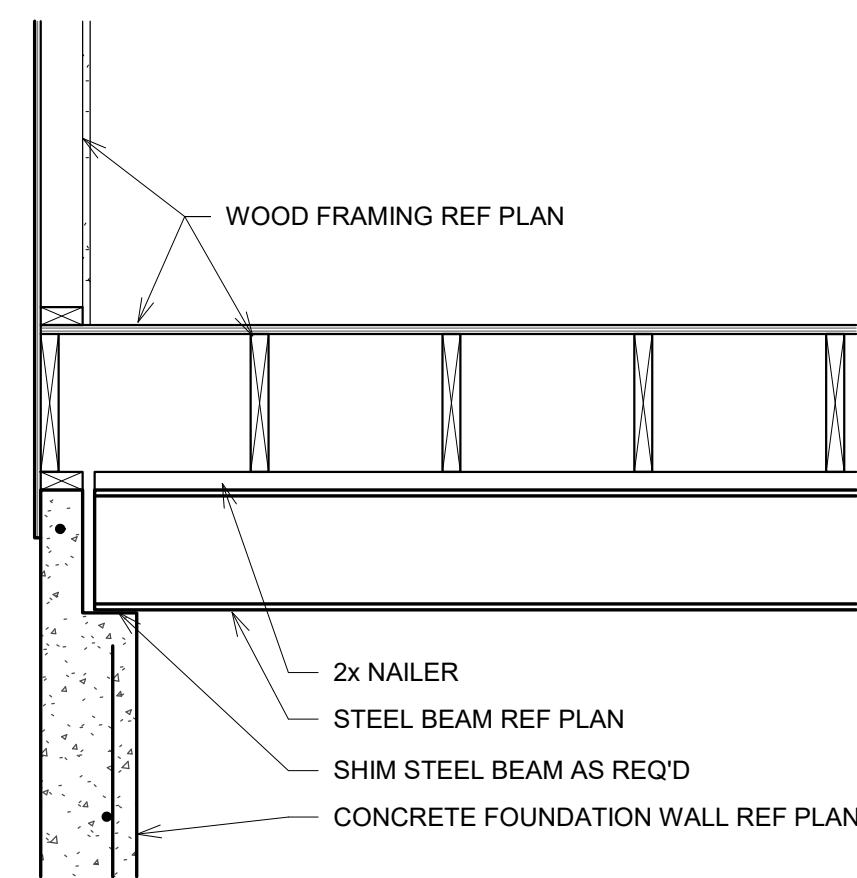 WOOD FRAMING REF PLAN
2x NAILER
STEEL BEAM REF PLAN
SHIM STEEL BEAM AS REQ'D
CONCRETE FOUNDATION WALL REF PLAN